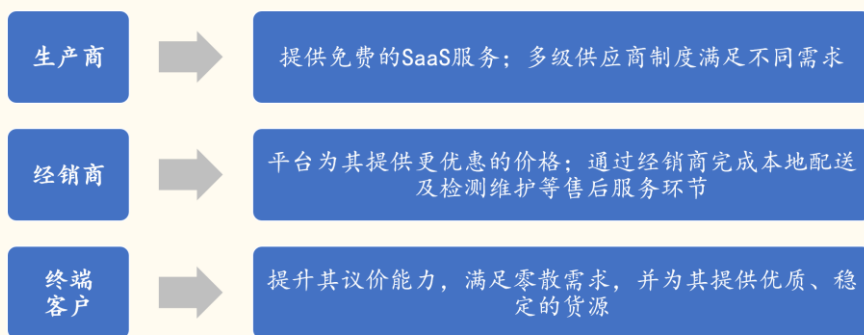 生产商
提供免费的SaaS服务；多级供应商制度满足不同需求
经销商
平台为其提供更优惠的价格；通过经销商完成本地配送
及检测维护等售后服务环节
终端
客户
提升其议价能力，满足零散需求，并为其提供优质、稳
定的货源